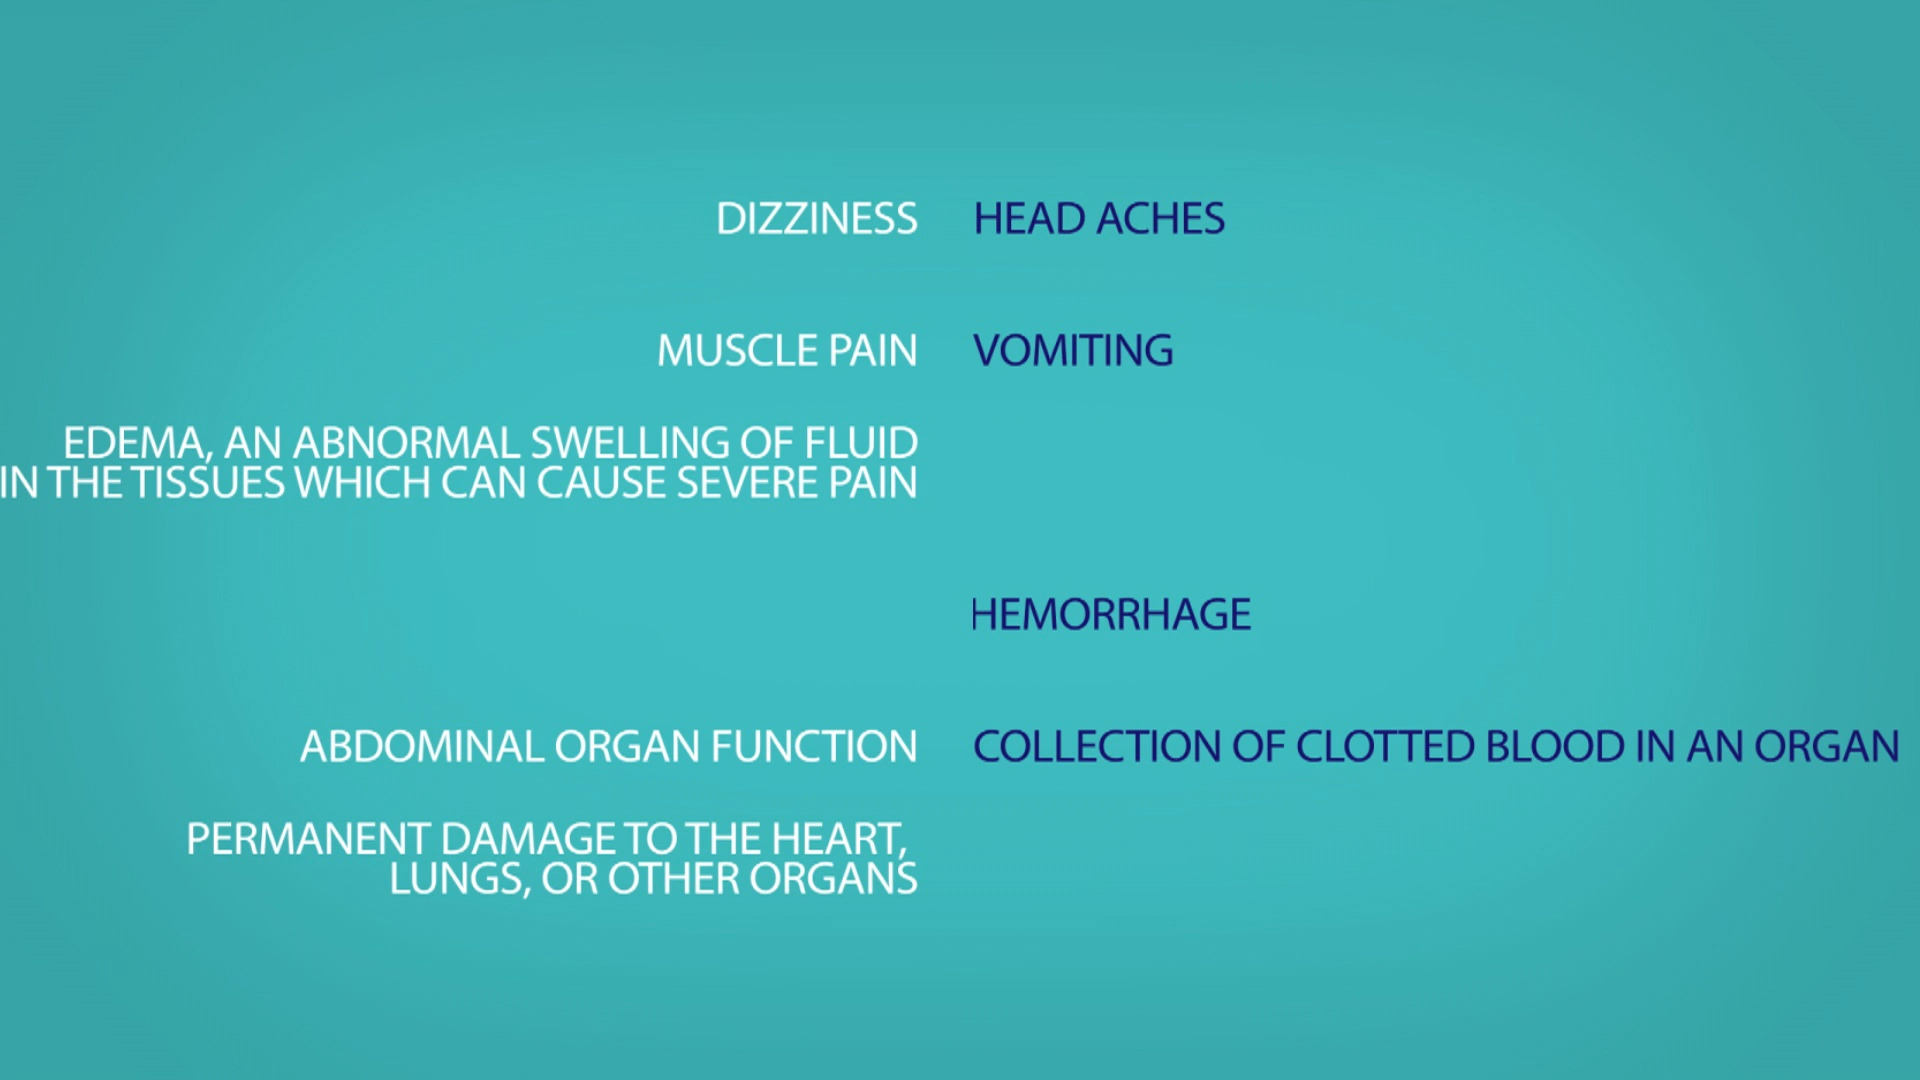 DIZZINESS HEAD ACHES
MUSCLE PAIN VOMITING
EDEMA, AN ABNORMAL SWELLING OF FLUID
IN THE TISSUES WHICH CAN CAUSE SEVERE PAIN
HEMORRHAGE
ABDOMINAL ORGAN FUNCTION COLLECTION OF CLOTTED BLOOD IN AN ORGAN
PERMANENT DAMAGE TO THE HEART,
LUNGS, OR OTHER ORGANS